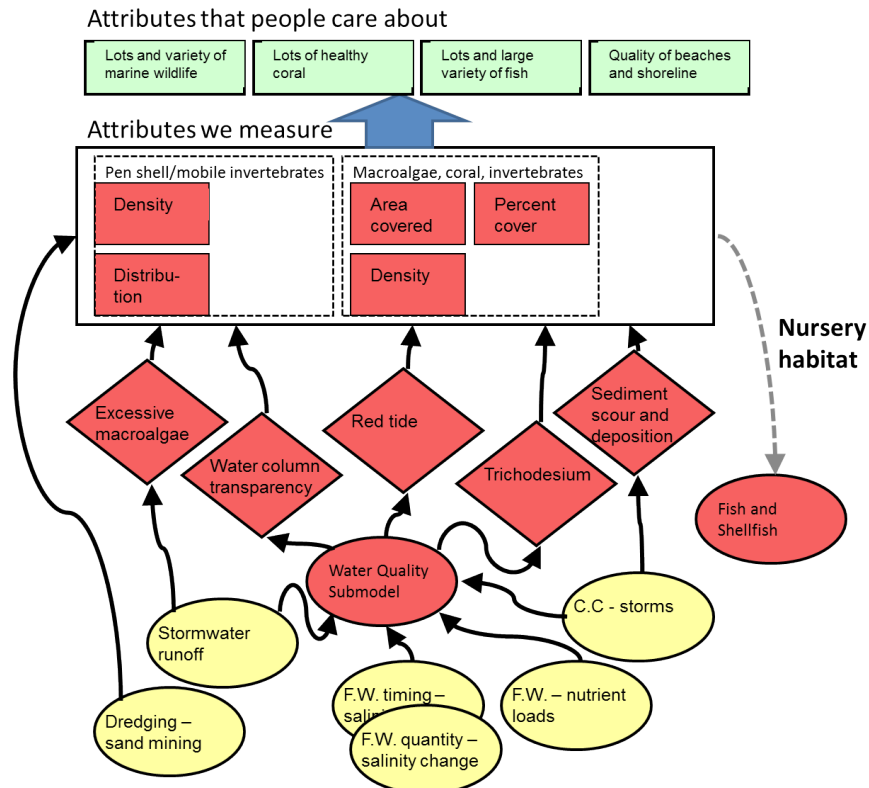 Attributes that people care about
Lots and variety of
marine wildlife
Lots of healthy
coral
Lots and large
variety of fish
Quality of beaches
and shoreline
Attributes we measure
Pen shell/mobile invertebrates
Density
Distribu-
tion
Macroalgae, coral, invertebrates
Area
covered
Percent
cover
Density
Nursery
habitat
Excessive
macroalgae
Water column
transparency
Red tide
Trichodesium
Sediment
scour and
deposition
Fish and
Shellfish
Water Quality
Submodel
C.C - storms
Stormwater
runoff
Dredging –
sand mining
F.W. timing –
F.W. quantity –
salinity change
F.W. – nutrient
loads